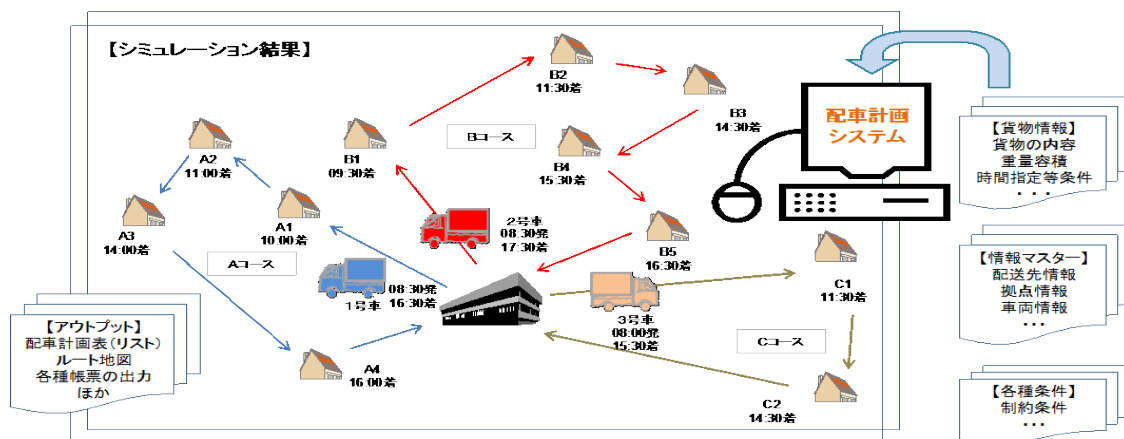 【シミュレーション結果】
B2
11:30着
B3
14:30着
配車計画
システム
【貨物情報】
貨物の内容
重量容積
時間指定等条件
・・・
A2
11:00着
B1
09:30着
Bコース
B4
15:30着
A3
14:00着
A1
10:00着
2号車
08:30発
17:30着
B5
16:30着
Aコース
1号車
08:30発
16:30着
3号車
08:00発
15:30着
C1
11:30着
【情報マスター】
配送先情報
拠点情報
車両情報
・・・
【アウトプット】
配車計画表(リスト)
ルート地図
各種帳票の出力
ほか
A4
16:00着
Cコース
C2
14:30着
【各種条件】
制約条件
・・・